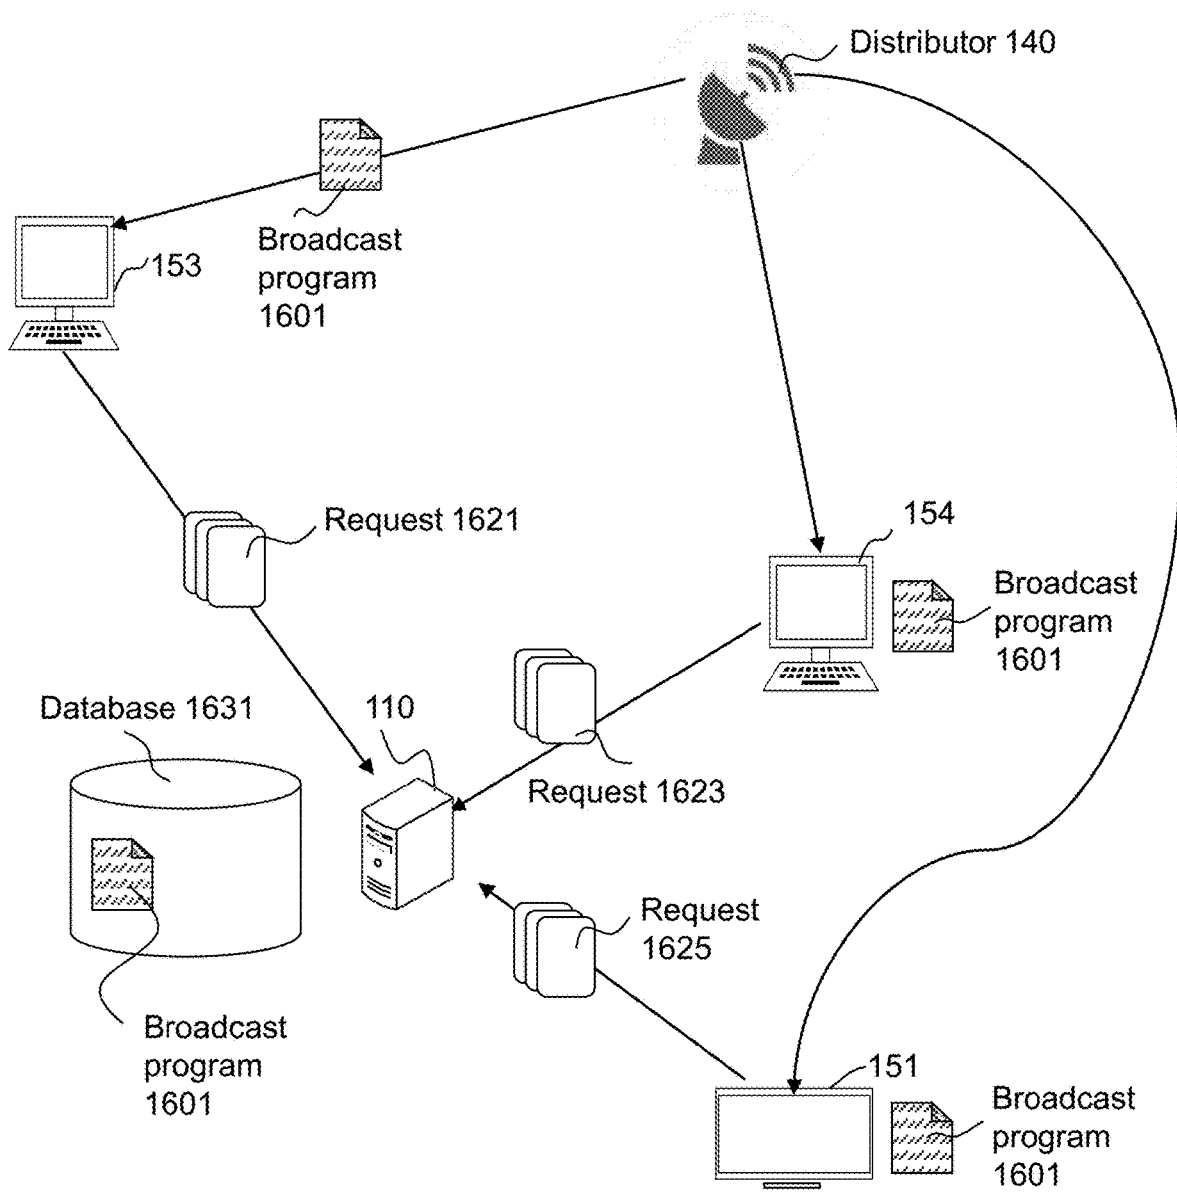 Distributor 140
Broadcast
program
1601
153
Request 1621
154
Broadcast
program
1601
Database 1631
110
Request 1623
Request
1625
Broadcast
program
1601
151
Broadcast
program
1601